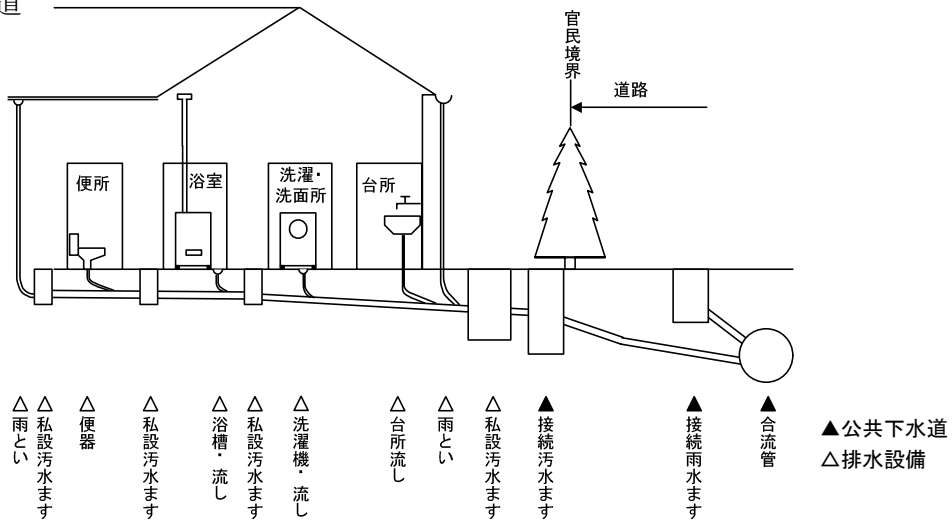 道
官民境界
道路
便所
浴室
洗濯・
洗面所
台所
△雨とい
△私設汚水ます
△便器
△私設汚水ます
△浴槽・流し
△私設汚水ます
△洗濯機・流し
△台所流し
△雨とい
△私設汚水ます
▲接続汚水ます
▲接続雨水ます
▲合流管
▲公共下水道
△排水設備